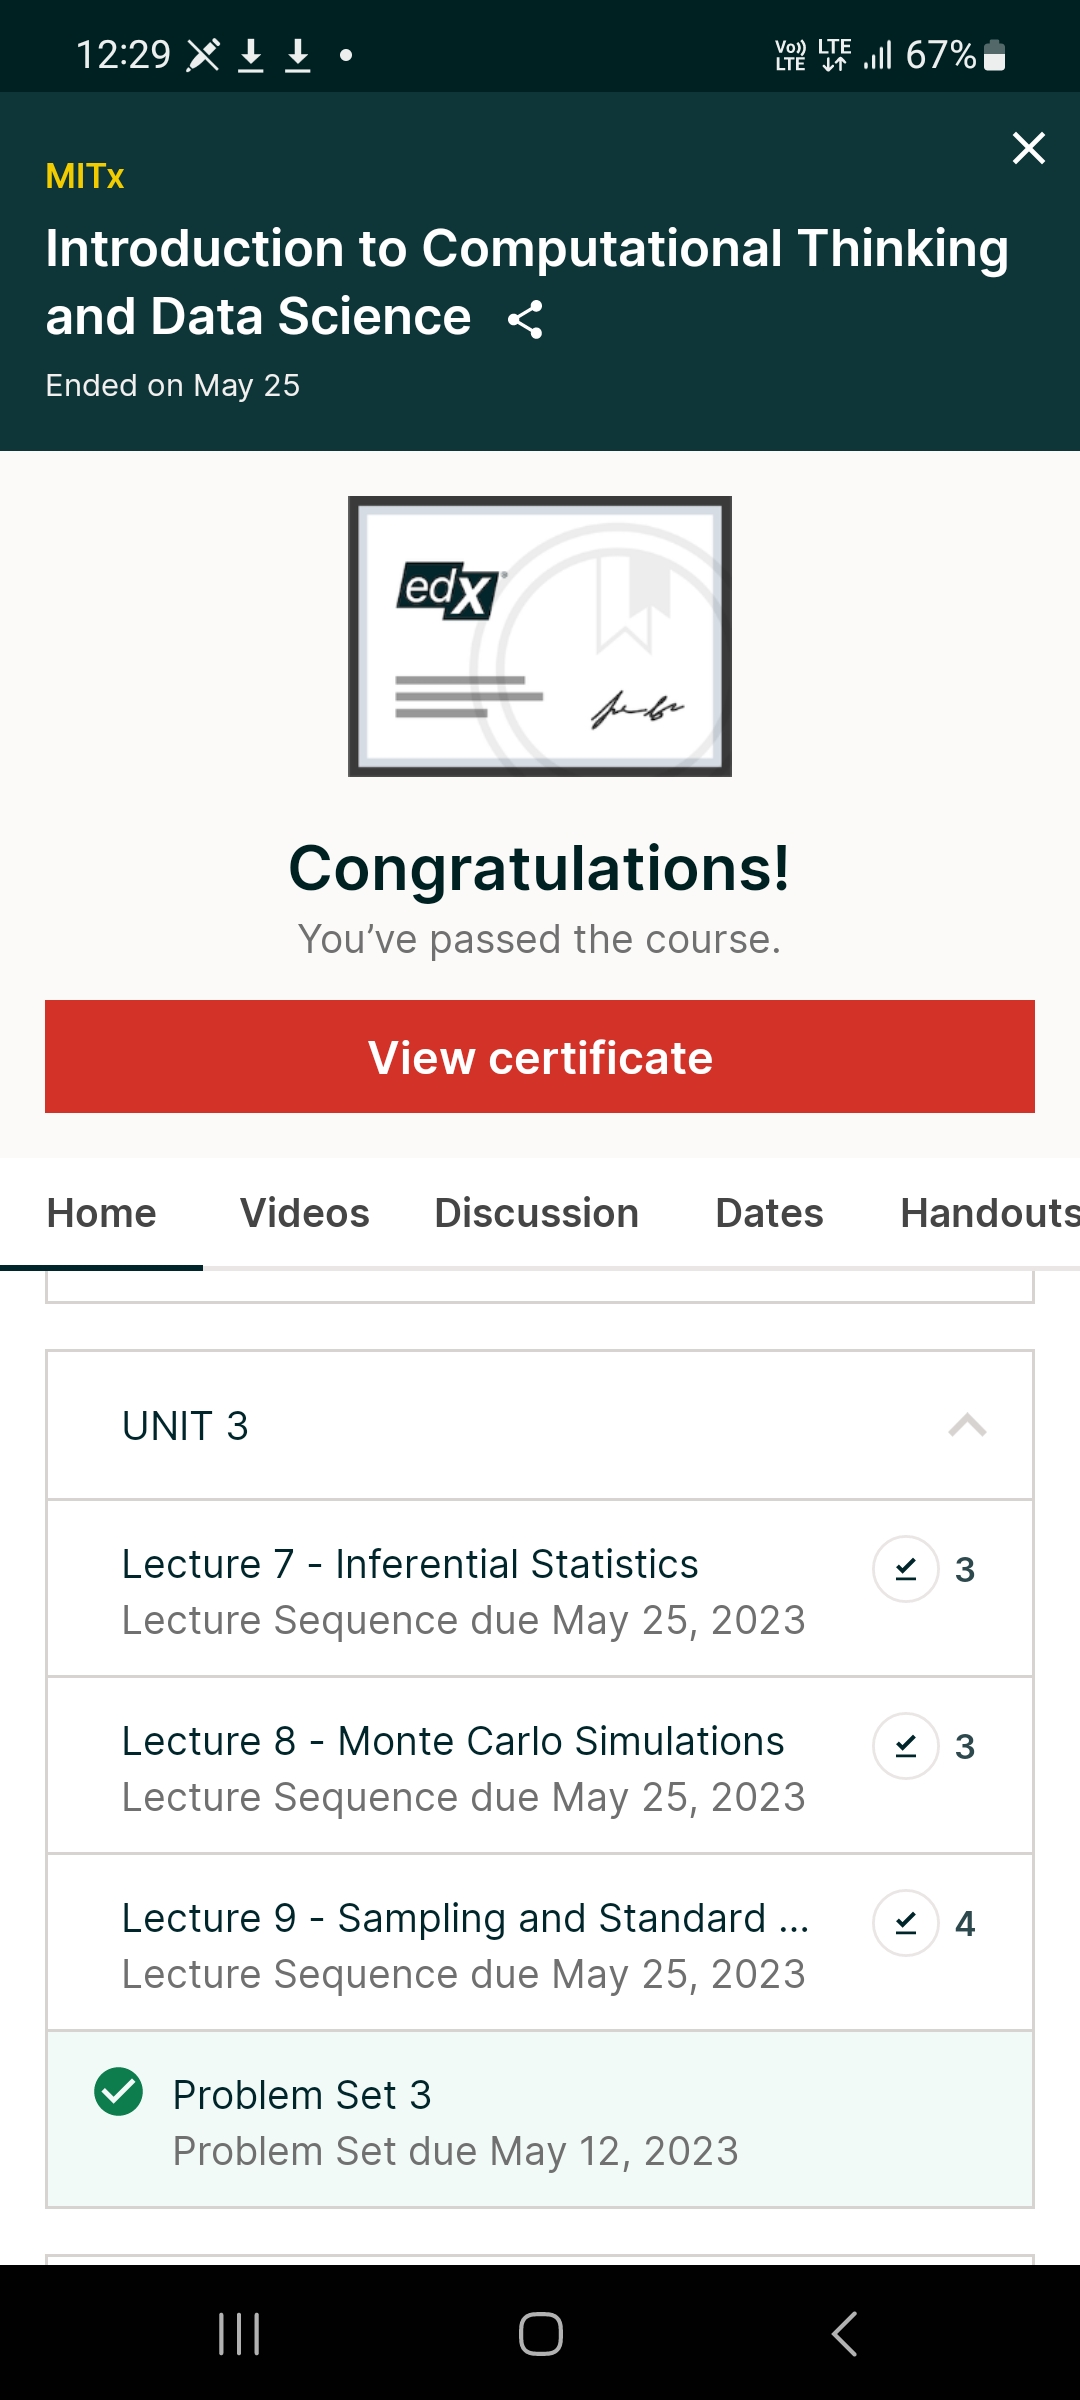 12:29
Vo)) LTE LTE 67%
MITx
Introduction to Computational Thinking
and Data Science
Ended on May 25
edX
Congratulations!
You’ve passed the course.
View certificate
Home Videos Discussion Dates Handouts
UNIT 3
Lecture 7 - Inferential Statistics 3
Lecture Sequence due May 25, 2023
Lecture 8 - Monte Carlo Simulations 3
Lecture Sequence due May 25, 2023
Lecture 9 - Sampling and Standard ... 4
Lecture Sequence due May 25, 2023
Problem Set 3
Problem Set due May 12, 2023